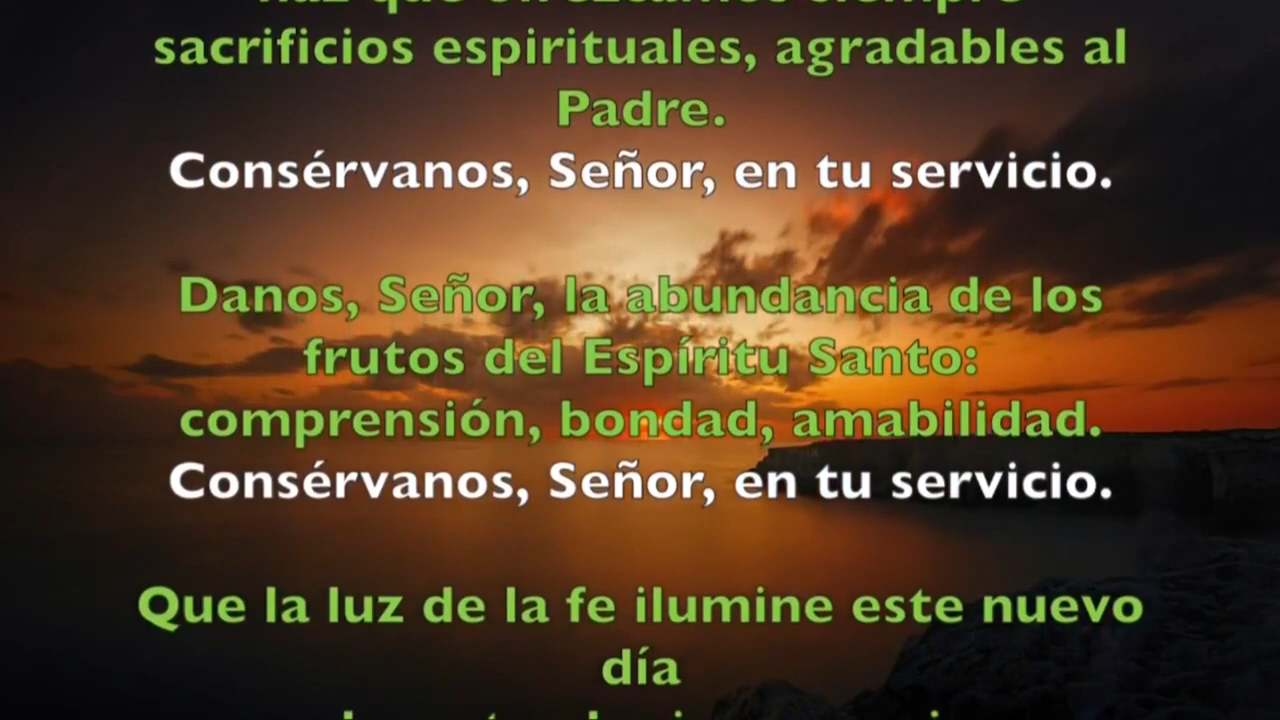 sacrificios espirituales, agradables al
Padre.
Consérvanos, Señor, en tu servicio.
Danos, Señor, la abundancia de los
frutos del Espíritu Santo:
comprensión, bondad, amabilidad.
Consérvanos, Señor, en tu servicio.
Que la luz de la fe ilumine este nuevo
día